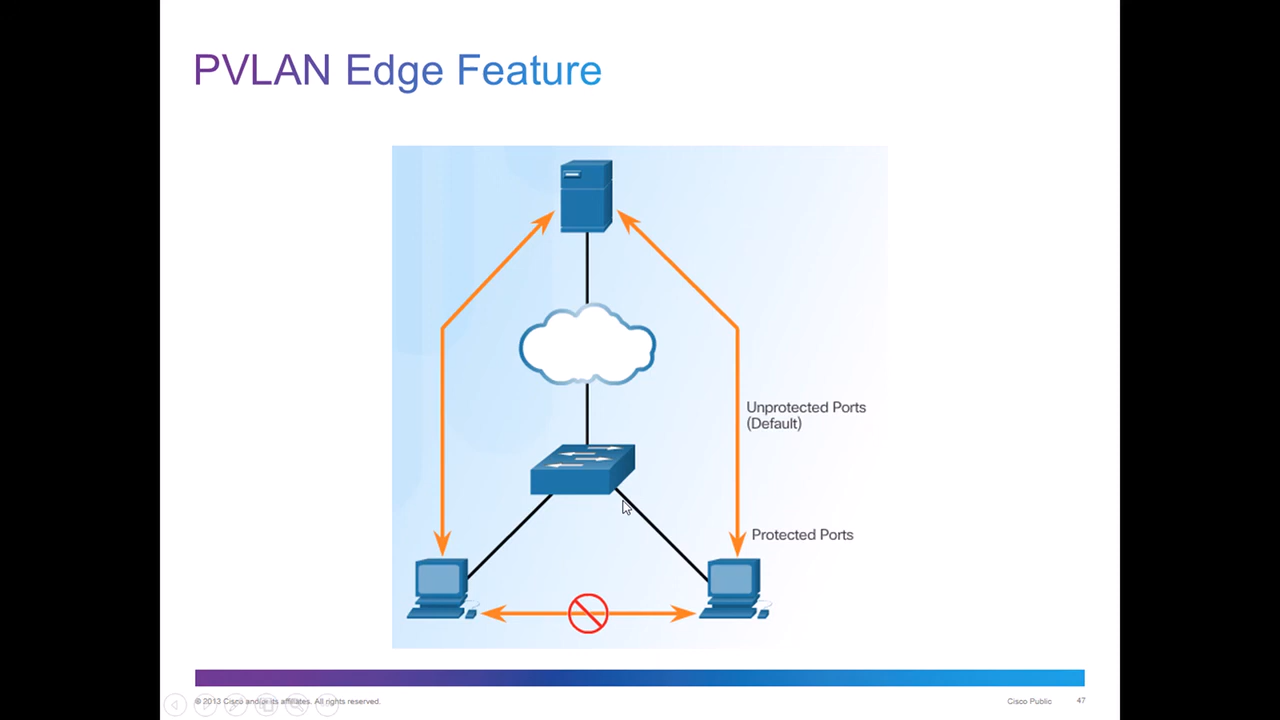 PVLAN Edge Feature
Unprotected Ports
(Default)
Protected Ports
© 2013 Cisco and/or its affiliates. All rights reserved.
Cisco Public
47